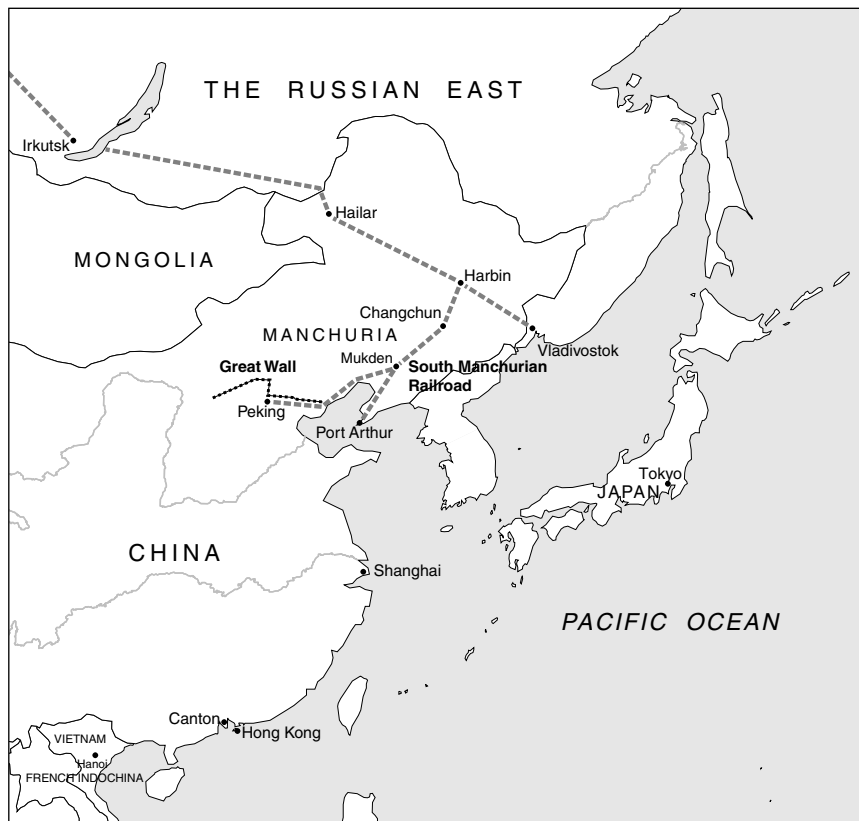 THE RUSSIAN EAST
Irkutsk
Hailar
MONGOLIA
Harbin
Changchun
MANCHURIA
Vladivostok
Mukden
Great Wall
South Manchurian
Railroad
Peking
Port Arthur
Tokyo
JAPAN
CHINA
Shanghai
PACIFIC OCEAN
Canton
Hong Kong
VIETNAM
Hanoi
FRENCH INDOCHINA